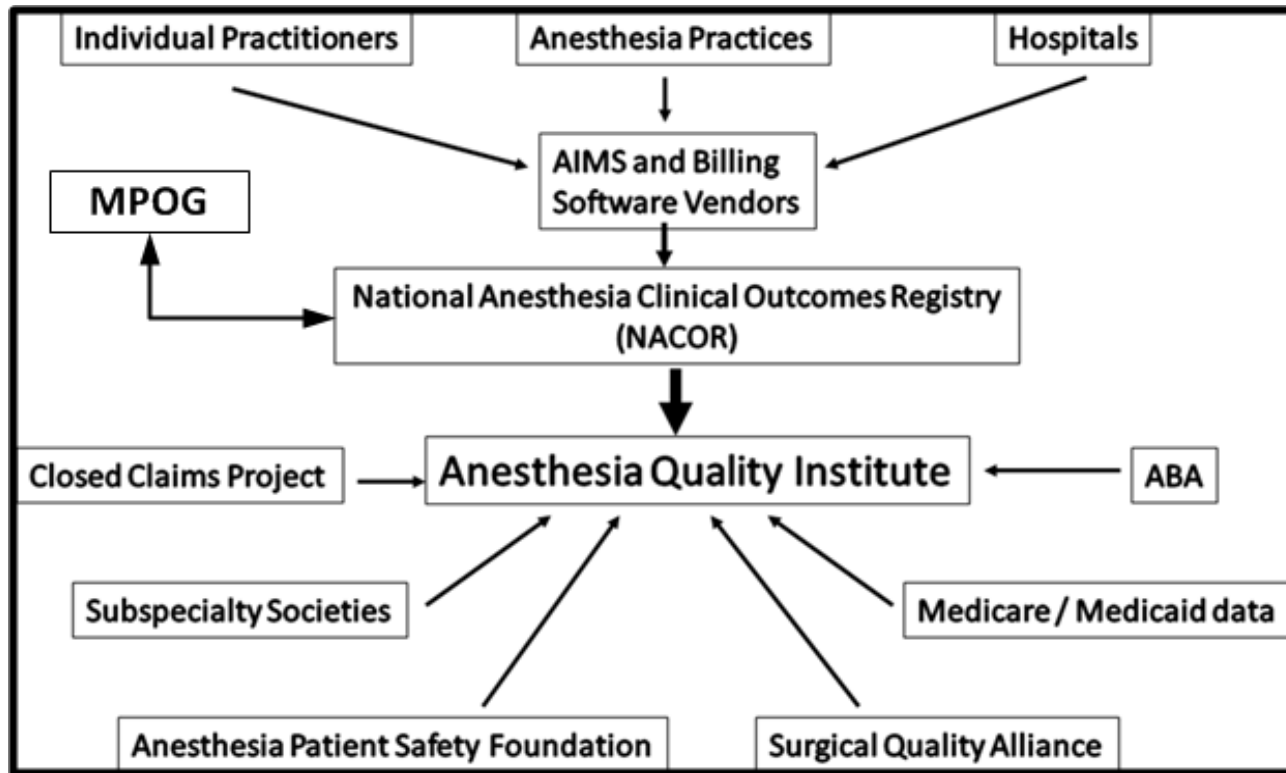 Individual Practitioners
Anesthesia Practices
Hospitals
AIMS and Billing
Software Vendors
MPOG
National Anesthesia Clinical Outcomes Registry
(NACOR)
Closed Claims Project
Anesthesia Quality Institute
ABA
Subspecialty Societies
Medicare / Medicaid data
Anesthesia Patient Safety Foundation
Surgical Quality Alliance